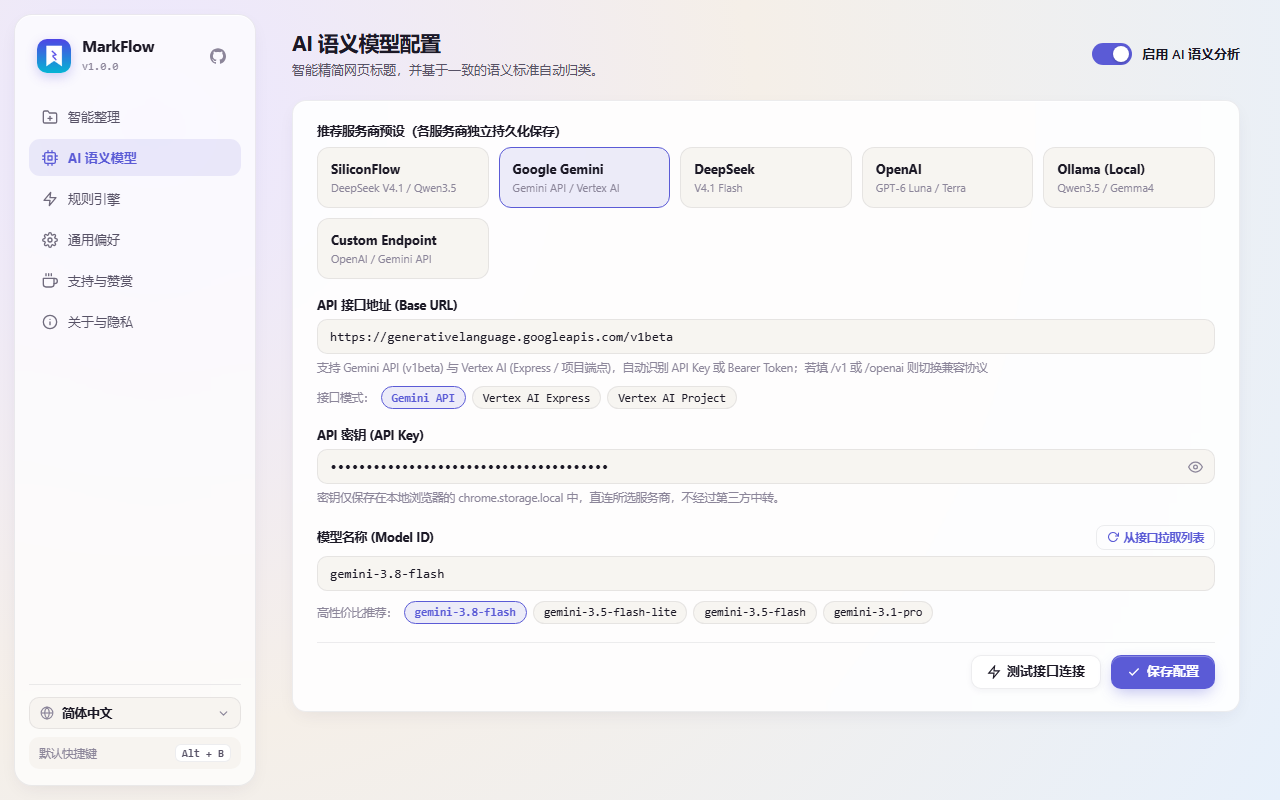 MarkFlow
v1.0.0
智能整理
AI 语义模型
规则引擎
通用偏好
支持与赞赏
关于与隐私
简体中文
默认快捷键
Alt + B
AI 语义模型配置
智能精简网页标题，并基于一致的语义标准自动归类。
启用 AI 语义分析
推荐服务商预设（各服务商独立持久化保存）
SiliconFlow
DeepSeek V4.1 / Qwen3.5
Google Gemini
Gemini API / Vertex AI
DeepSeek
V4.1 Flash
OpenAI
GPT-6 Luna / Terra
Ollama (Local)
Qwen3.5 / Gemma4
Custom Endpoint
OpenAI / Gemini API
API 接口地址 (Base URL)
https://generativelanguage.googleapis.com/v1beta
支持 Gemini API (v1beta) 与 Vertex AI (Express / 项目端点)，自动识别 API Key 或 Bearer Token；若填 /v1 或 /openai 则切换兼容协议
接口模式： Gemini API Vertex AI Express Vertex AI Project
API 密钥 (API Key)
•••••••••••••••••••••••••••••••••••••••
密钥仅保存在本地浏览器的 chrome.storage.local 中，直连所选服务商，不经过第三方中转。
模型名称 (Model ID)
从接口拉取列表
gemini-3.8-flash
高性价比推荐： gemini-3.8-flash gemini-3.5-flash-lite gemini-3.5-flash gemini-3.1-pro
测试接口连接
保存配置